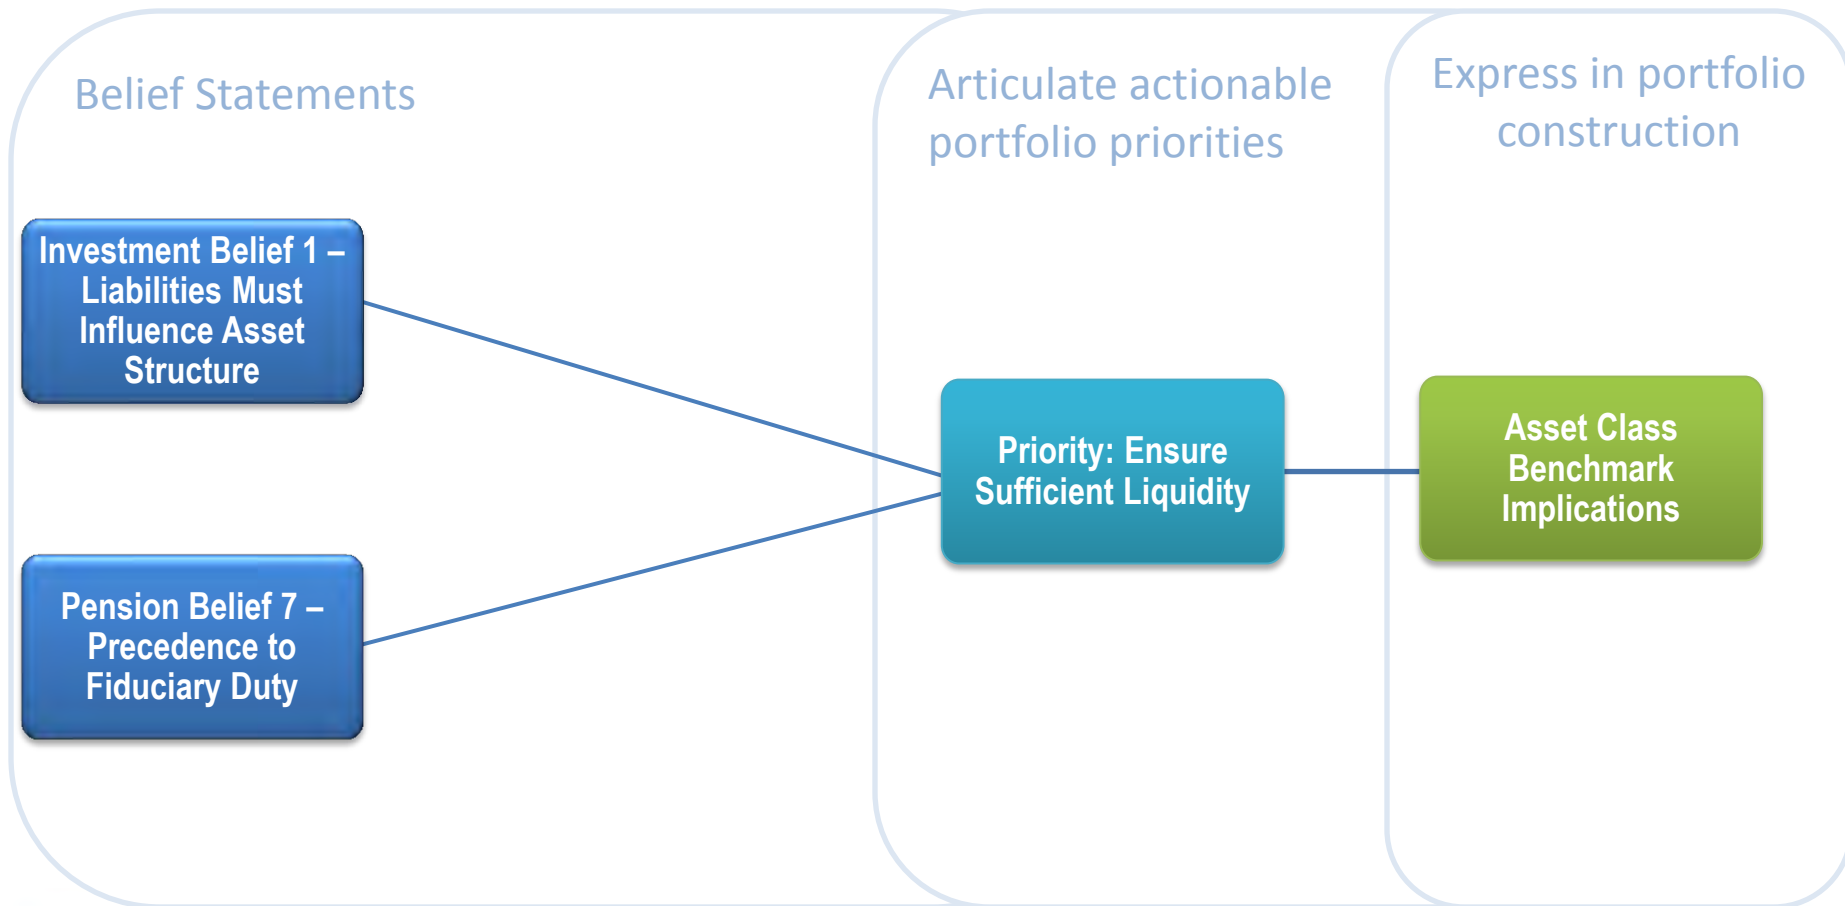 Belief Statements
Articulate actionable
portfolio priorities
Express in portfolio
construction
Investment Belief 1 –
Liabilities Must
Influence Asset
Structure
Pension Belief 7 –
Precedence to
Fiduciary Duty
Priority: Ensure
Sufficient Liquidity
Asset Class
Benchmark
Implications